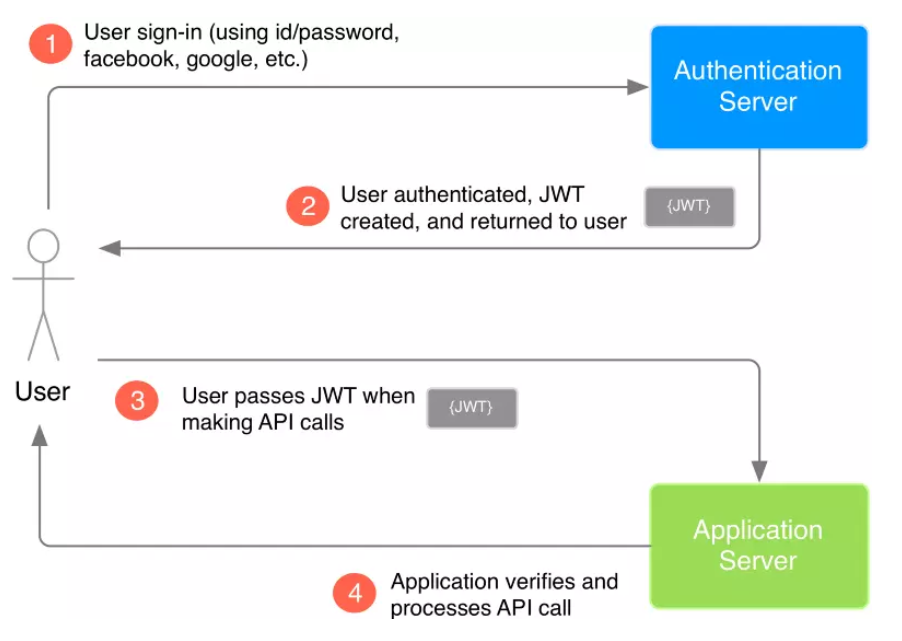 1
User sign-in (using id/password,
facebook, google, etc.)
Authentication
Server
2
User authenticated, JWT
created, and returned to user
{JWT}
User
3
User passes JWT when
making API calls
{JWT}
Application
Server
4
Application verifies and
processes API call